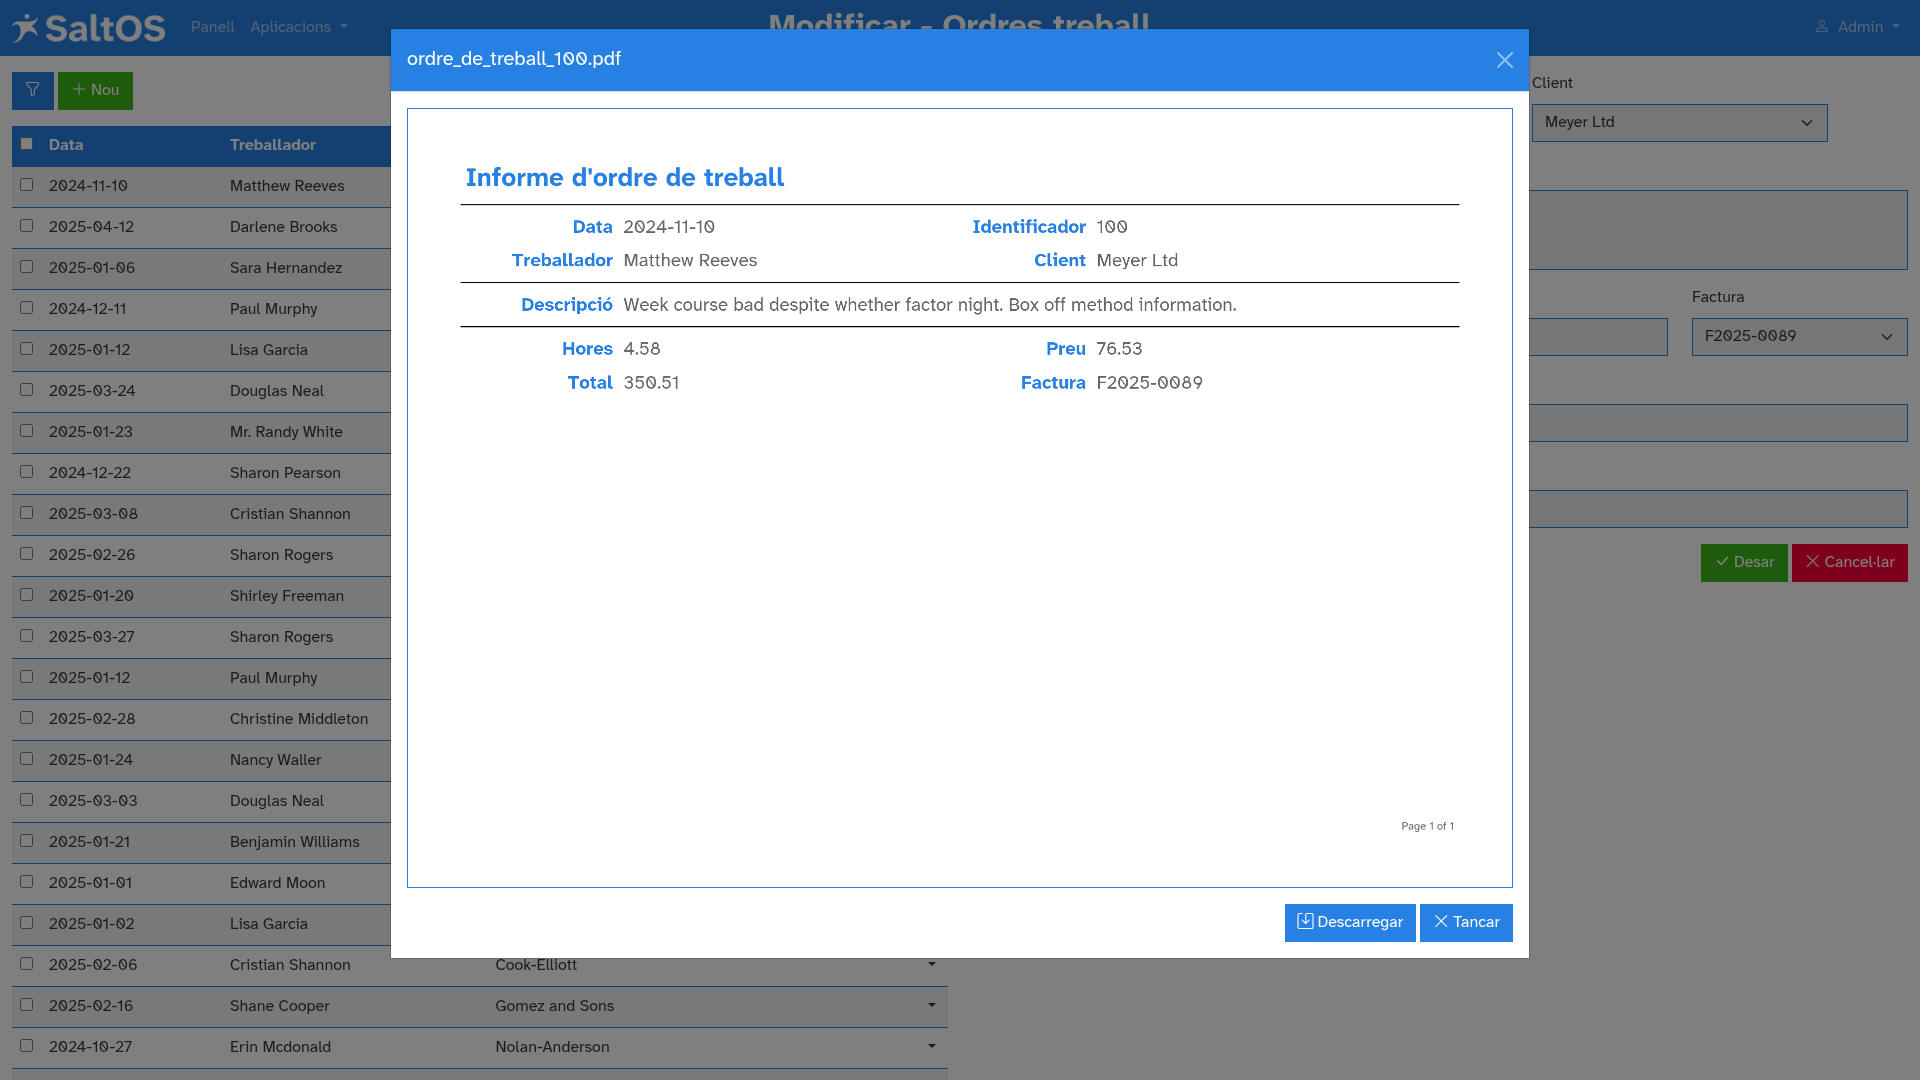 SaltOS
Panell
Aplicacions
Modificar - Ordres treball
Admin
ordre_de_treball_100.pdf
Informe d'ordre de treball
Data 2024-11-10 Identificador 100
Treballador Matthew Reeves Client Meyer Ltd
Descripció Week course bad despite whether factor night. Box off method information.
Hores 4.58 Preu 76.53
Total 350.51 Factura F2025-0089
Page 1 of 1
Descarregar
Tancar
Nou
Data Treballador
2024-11-10 Matthew Reeves
2025-04-12 Darlene Brooks
2025-01-06 Sara Hernandez
2024-12-11 Paul Murphy
2025-01-12 Lisa Garcia
2025-03-24 Douglas Neal
2025-01-23 Mr. Randy White
2024-12-22 Sharon Pearson
2025-03-08 Cristian Shannon
2025-02-26 Sharon Rogers
2025-01-20 Shirley Freeman
2025-03-27 Sharon Rogers
2025-01-12 Paul Murphy
2025-02-28 Christine Middleton
2025-01-24 Nancy Waller
2025-03-03 Douglas Neal
2025-01-21 Benjamin Williams
2025-01-01 Edward Moon
2025-01-02 Lisa Garcia
2025-02-06 Cristian Shannon Cook-Elliott
2025-02-16 Shane Cooper Gomez and Sons
2024-10-27 Erin Mcdonald Nolan-Anderson
Client
Meyer Ltd
Factura
F2025-0089
Desar
Cancel·lar